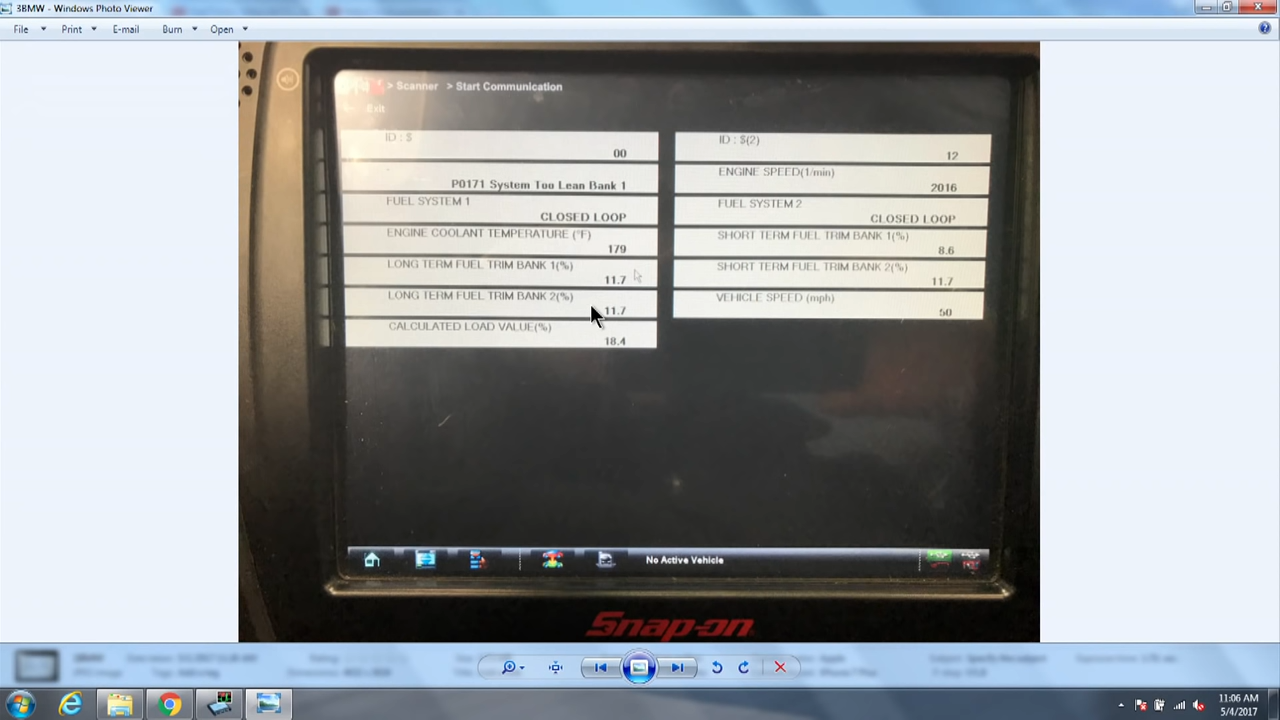 3BMW - Windows Photo Viewer
File Print E-mail Burn Open
> Scanner > Start Communication
Exit
ID : $
00
P0171 System Too Lean Bank 1
FUEL SYSTEM 1
CLOSED LOOP
ENGINE COOLANT TEMPERATURE (°F)
179
LONG TERM FUEL TRIM BANK 1(%)
11.7
LONG TERM FUEL TRIM BANK 2(%)
11.7
CALCULATED LOAD VALUE(%)
18.4
ID : $(2)
12
ENGINE SPEED(1/min)
2016
FUEL SYSTEM 2
CLOSED LOOP
SHORT TERM FUEL TRIM BANK 1(%)
8.6
SHORT TERM FUEL TRIM BANK 2(%)
11.7
VEHICLE SPEED (mph)
50
No Active Vehicle
Snap-on
11:06 AM
5/4/2017